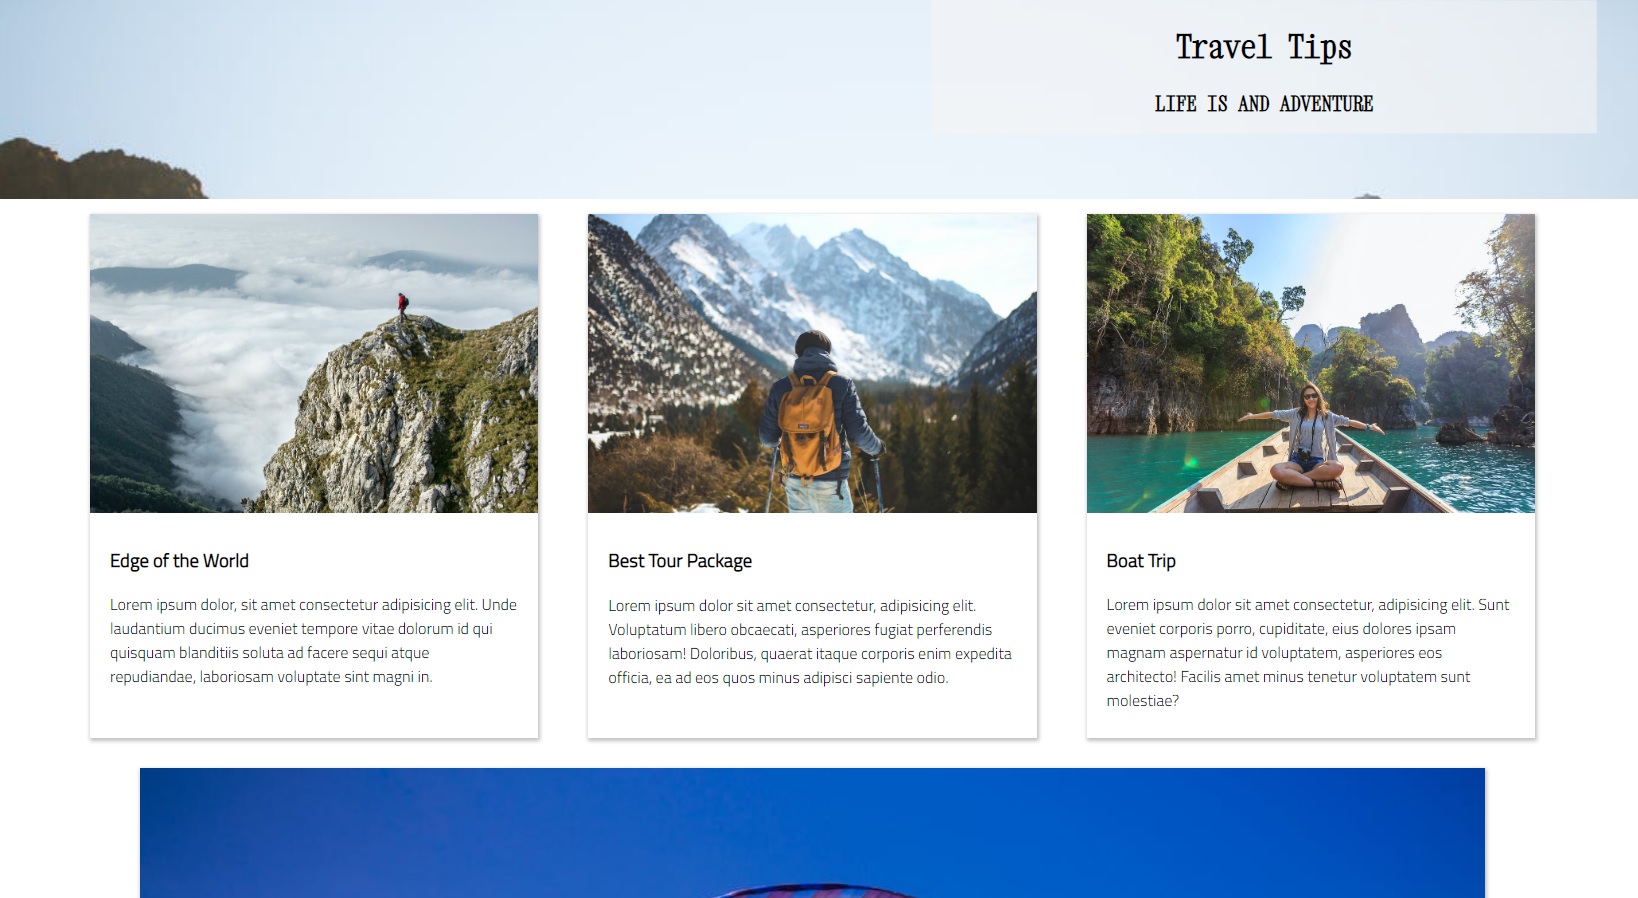 Travel Tips
LIFE IS AND ADVENTURE
Edge of the World
Lorem ipsum dolor, sit amet consectetur adipisicing elit. Unde
laudantium ducimus eveniet tempore vitae dolorum id qui
quisquam blanditiis soluta ad facere sequi atque
repudiandae, laboriosam voluptate sint magni in.
Best Tour Package
Lorem ipsum dolor sit amet consectetur, adipisicing elit.
Voluptatum libero obcaecati, asperiores fugiat perferendis
laboriosam! Doloribus, quaerat itaque corporis enim expedita
officia, ea ad eos quos minus adipisci sapiente odio.
Boat Trip
Lorem ipsum dolor sit amet consectetur, adipisicing elit. Sunt
eveniet corporis porro, cupiditate, eius dolores ipsam
magnam aspernatur id voluptatem, asperiores eos
architecto! Facilis amet minus tenetur voluptatem sunt
molestiae?